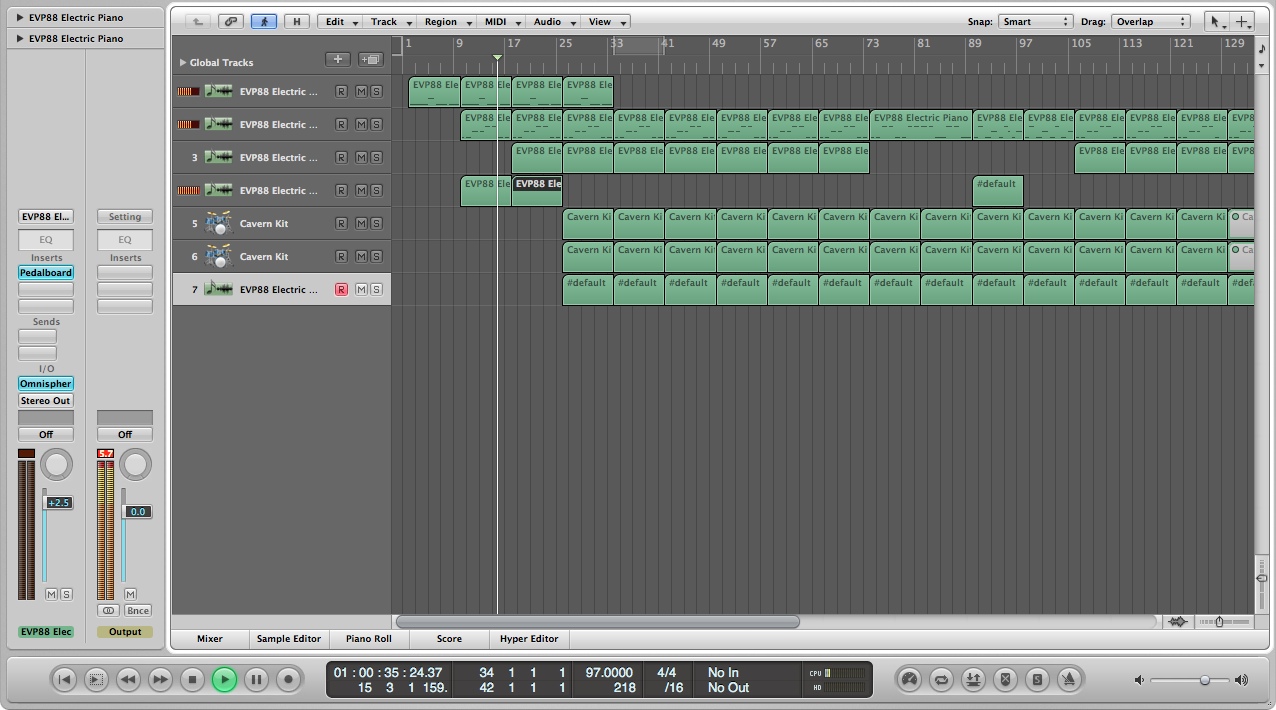 EVP88 Electric Piano
EVP88 Electric Piano
H Edit Track Region MIDI Audio View Snap: Smart Drag: Overlap
1 9 17 25 33 41 49 57 65 73 81 89 97 105 113 121 129
Global Tracks
EVP88 Electric ... R M S EVP88 Ele EVP88 Ele EVP88 Ele EVP88 Ele
EVP88 Electric ... R M S EVP88 Ele EVP88 Ele EVP88 Ele EVP88 Ele EVP88 Ele EVP88 Ele EVP88 Ele EVP88 Ele EVP88 Electric Piano EVP88 Ele EVP88 Ele EVP88 Ele EVP88 Ele EVP88 Ele EVP8
3 EVP88 Electric ... R M S EVP88 Ele EVP88 Ele EVP88 Ele EVP88 Ele EVP88 Ele EVP88 Ele EVP88 Ele EVP88 Ele EVP88 Ele EVP88 Ele EVP8
EVP88 Electric ... R M S EVP88 Ele EVP88 Ele #default
5 Cavern Kit R M S Cavern Ki Cavern Ki Cavern Ki Cavern Ki Cavern Ki Cavern Ki Cavern Ki Cavern Ki Cavern Ki Cavern Ki Cavern Ki Cavern Ki Cavern Ki Ca
6 Cavern Kit R M S Cavern Ki Cavern Ki Cavern Ki Cavern Ki Cavern Ki Cavern Ki Cavern Ki Cavern Ki Cavern Ki Cavern Ki Cavern Ki Cavern Ki Cavern Ki Ca
7 EVP88 Electric ... R M S #default #default #default #default #default #default #default #default #default #default #default #default #default #def
EVP88 El... Setting
EQ EQ
Inserts Inserts
Pedalboard
Sends
I/O
Omnispher
Stereo Out
Off Off
5.7
+2.5 0.0
M S M
Bnce
EVP88 Elec Output
Mixer Sample Editor Piano Roll Score Hyper Editor
01 : 00 : 35 : 24.37 34 1 1 1 97.0000 4/4 No In CPU
15 3 1 159. 42 1 1 1 218 /16 No Out HD
S